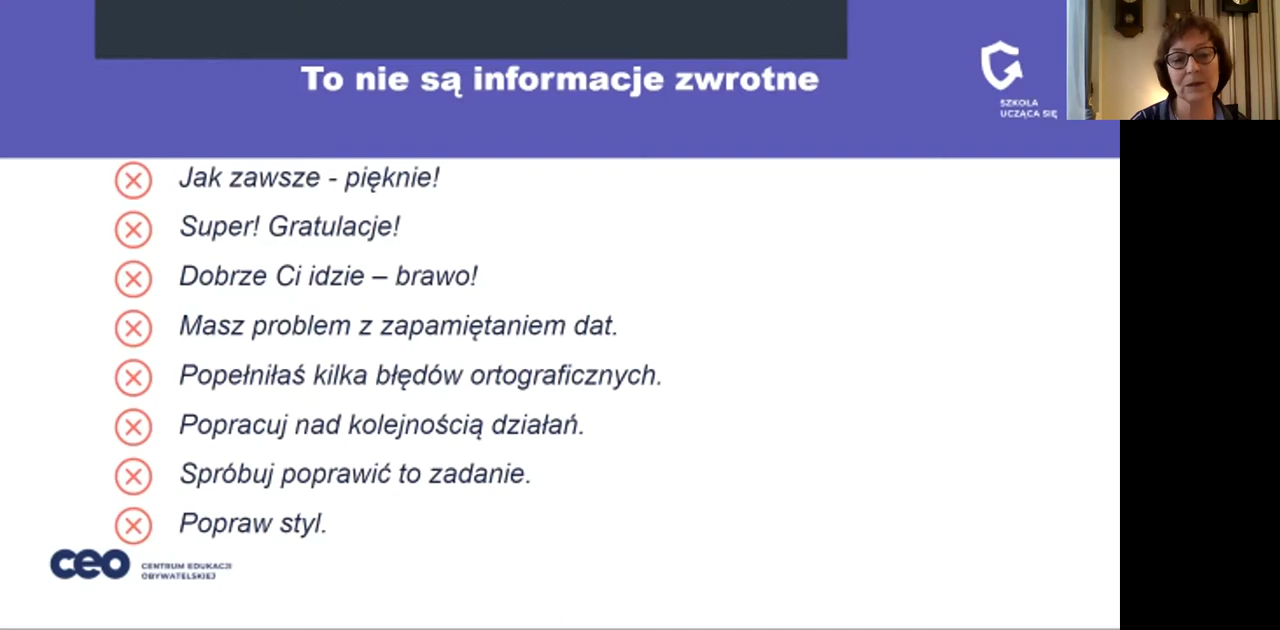 To nie są informacje zwrotne
SZKOŁA
UCZĄCA SIĘ
Jak zawsze - pięknie!
Super! Gratulacje!
Dobrze Ci idzie – brawo!
Masz problem z zapamiętaniem dat.
Popełniłaś kilka błędów ortograficznych.
Popracuj nad kolejnością działań.
Spróbuj poprawić to zadanie.
Popraw styl.
ceo
CENTRUM EDUKACJI
OBYWATELSKIEJ